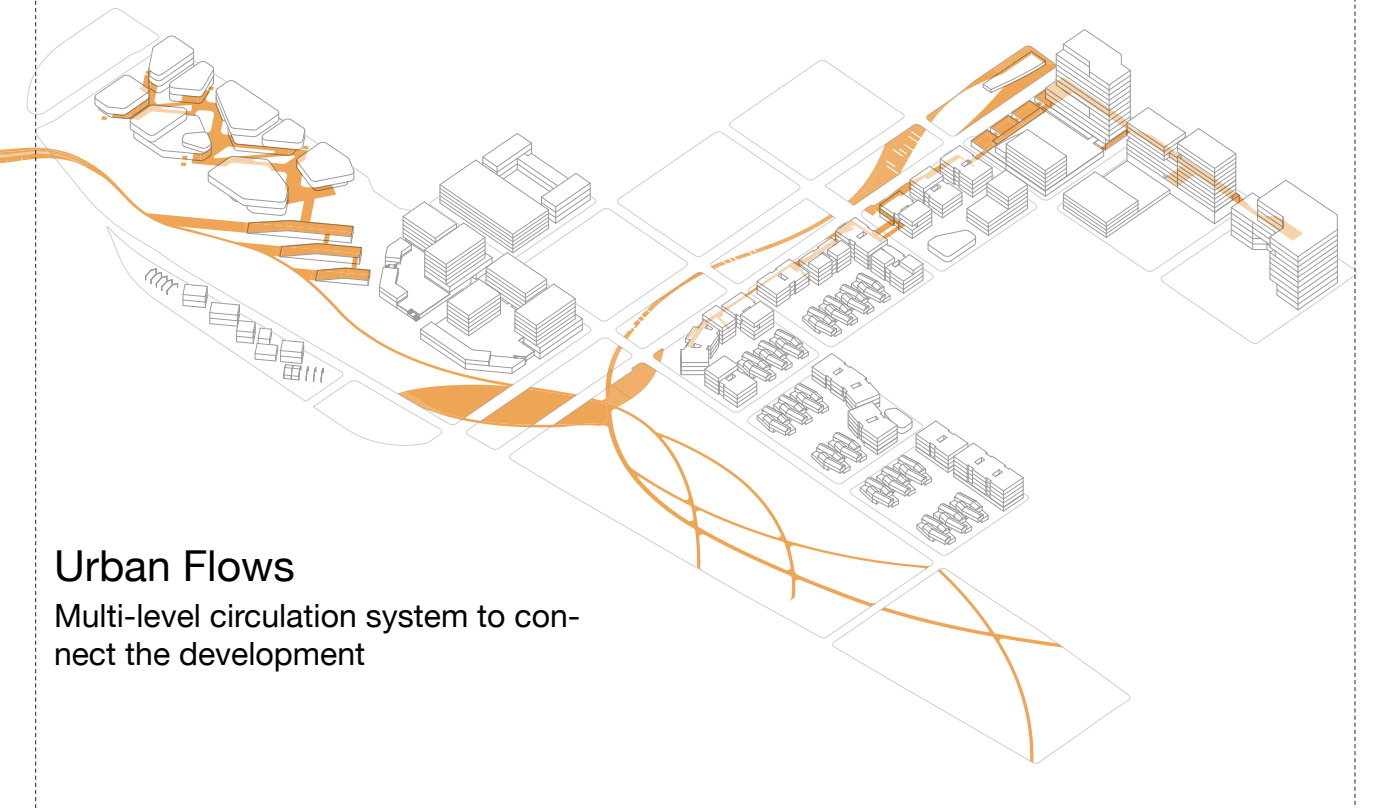 Urban Flows
Multi-level circulation system to con-
nect the development